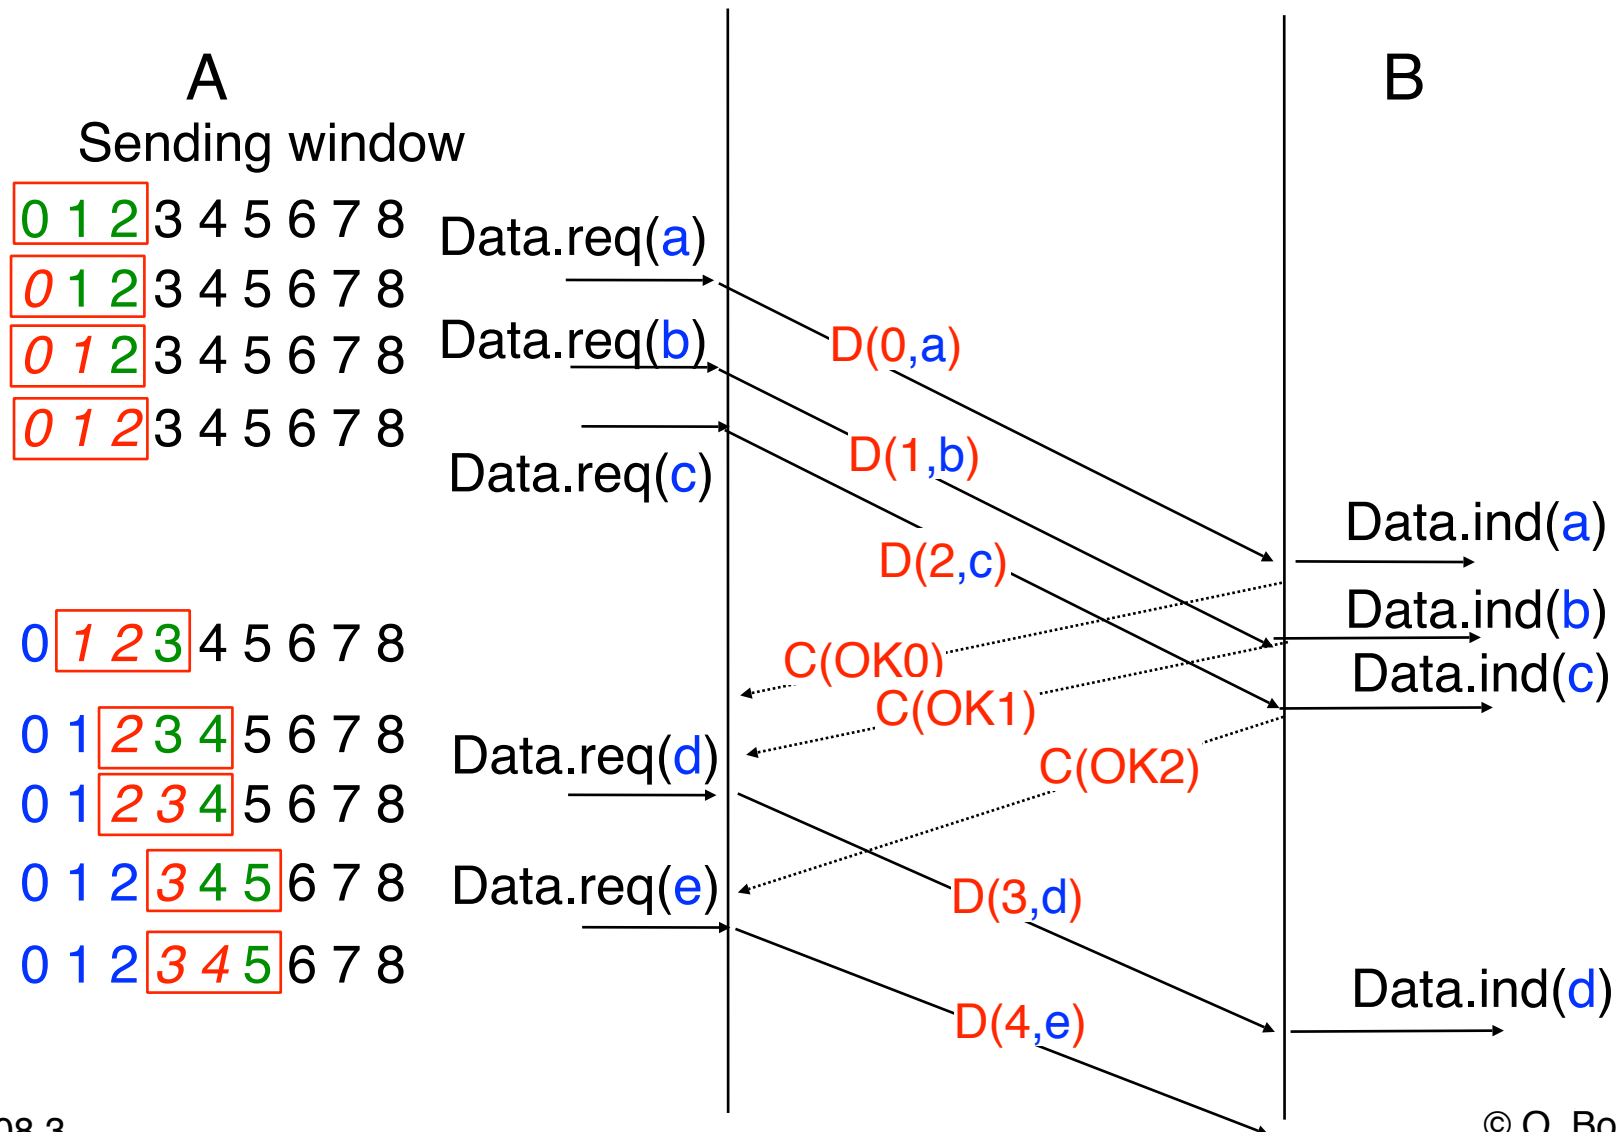 A
B
Sending window
0 1 2 3 4 5 6 7 8
Data.req(a)
0 1 2 3 4 5 6 7 8
Data.req(b)
D(0,a)
0 1 2 3 4 5 6 7 8
0 1 2 3 4 5 6 7 8
D(1,b)
Data.req(c)
Data.ind(a)
D(2,c)
Data.ind(b)
0 1 2 3 4 5 6 7 8
C(OK0)
Data.ind(c)
C(OK1)
0 1 2 3 4 5 6 7 8
Data.req(d)
C(OK2)
0 1 2 3 4 5 6 7 8
0 1 2 3 4 5 6 7 8
Data.req(e)
D(3,d)
0 1 2 3 4 5 6 7 8
Data.ind(d)
D(4,e)
08.3
© O. Bo